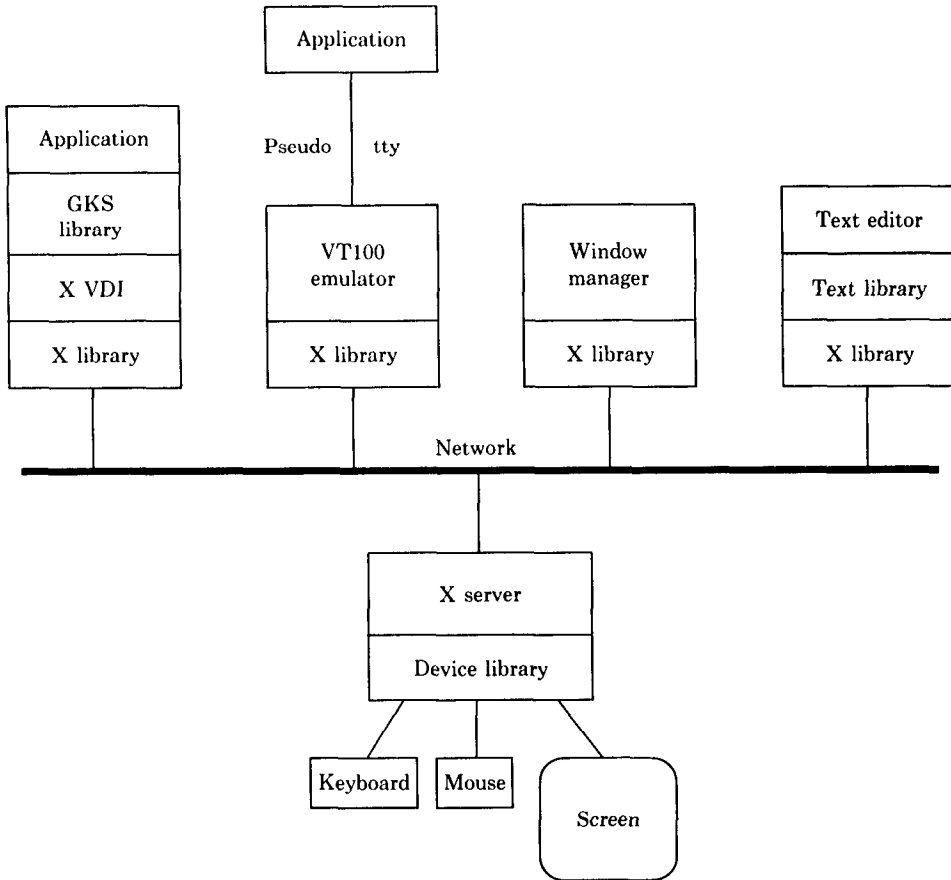 Application
Application
GKS
library
X VDI
X library
Pseudo tty
VT100
emulator
X library
Window
manager
X library
Text editor
Text library
X library
Network
X server
Device library
Keyboard
Mouse
Screen